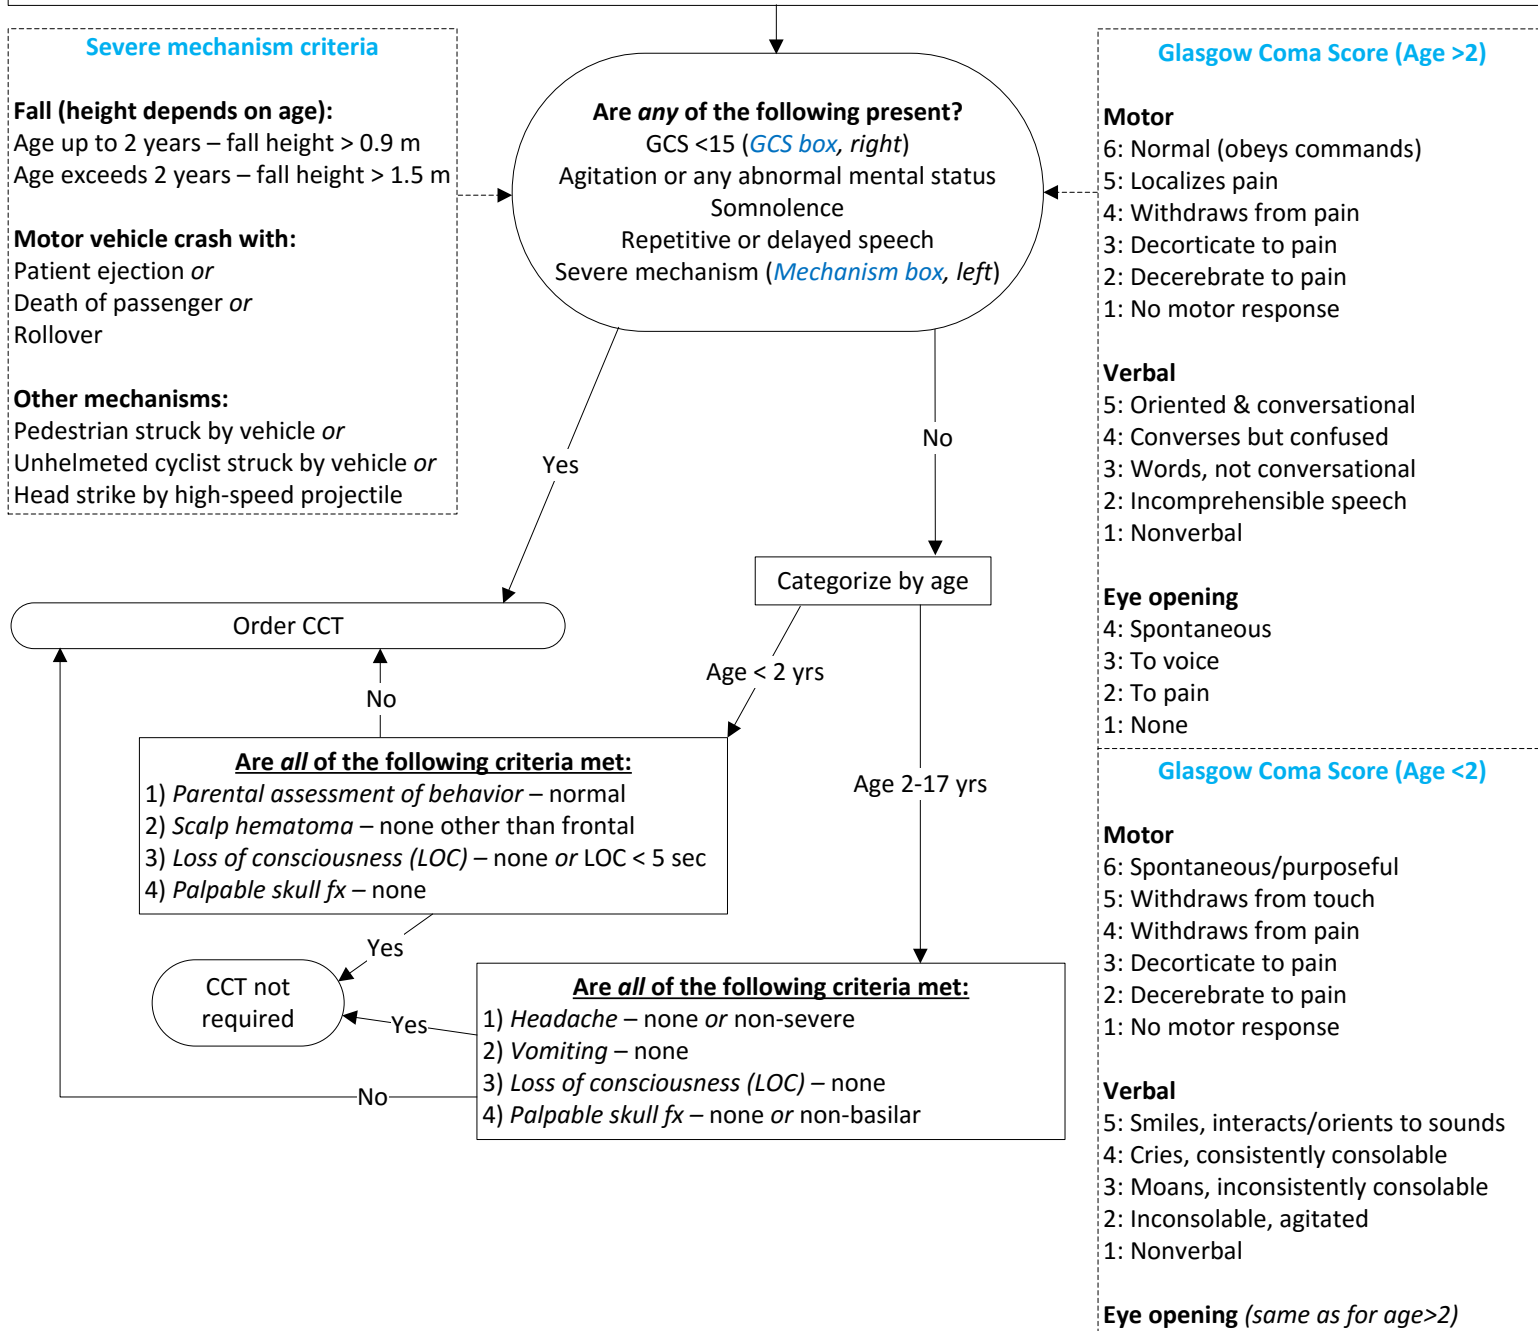 Severe mechanism criteria
Fall (height depends on age):
Age up to 2 years – fall height > 0.9 m
Age exceeds 2 years – fall height > 1.5 m
Motor vehicle crash with:
Patient ejection or
Death of passenger or
Rollover
Other mechanisms:
Pedestrian struck by vehicle or
Unhelmeted cyclist struck by vehicle or
Head strike by high-speed projectile
Are any of the following present?
GCS <15 (GCS box, right)
Agitation or any abnormal mental status
Somnolence
Repetitive or delayed speech
Severe mechanism (Mechanism box, left)
Yes
No
Order CCT
Categorize by age
No
Age < 2 yrs
Age 2-17 yrs
Are all of the following criteria met:
1) Parental assessment of behavior – normal
2) Scalp hematoma – none other than frontal
3) Loss of consciousness (LOC) – none or LOC < 5 sec
4) Palpable skull fx – none
Yes
CCT not
required
Yes
No
Are all of the following criteria met:
1) Headache – none or non-severe
2) Vomiting – none
3) Loss of consciousness (LOC) – none
4) Palpable skull fx – none or non-basilar
Glasgow Coma Score (Age >2)
Motor
6: Normal (obeys commands)
5: Localizes pain
4: Withdraws from pain
3: Decorticate to pain
2: Decerebrate to pain
1: No motor response
Verbal
5: Oriented & conversational
4: Converses but confused
3: Words, not conversational
2: Incomprehensible speech
1: Nonverbal
Eye opening
4: Spontaneous
3: To voice
2: To pain
1: None
Glasgow Coma Score (Age <2)
Motor
6: Spontaneous/purposeful
5: Withdraws from touch
4: Withdraws from pain
3: Decorticate to pain
2: Decerebrate to pain
1: No motor response
Verbal
5: Smiles, interacts/orients to sounds
4: Cries, consistently consolable
3: Moans, inconsistently consolable
2: Inconsolable, agitated
1: Nonverbal
Eye opening (same as for age>2)